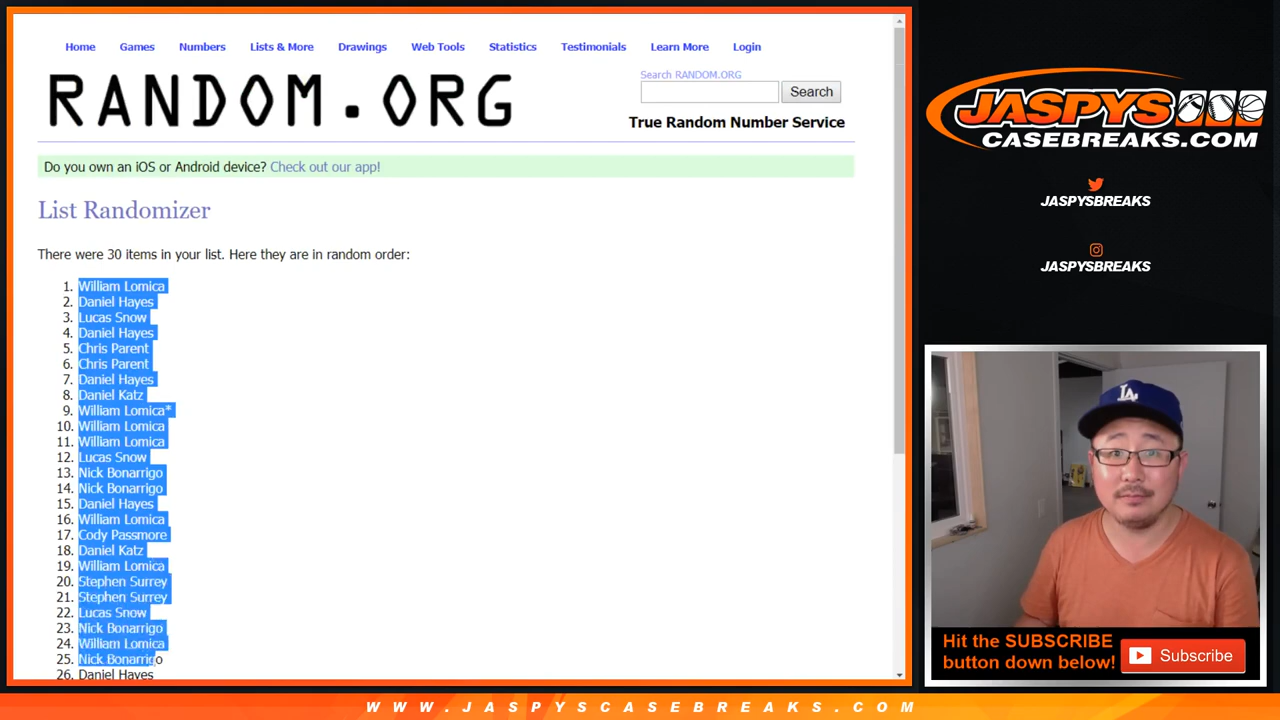 Home Games Numbers Lists & More Drawings Web Tools Statistics Testimonials Learn More Login
RANDOM.ORG
Search RANDOM.ORG
Search
True Random Number Service
Do you own an iOS or Android device? Check out our app!
List Randomizer
There were 30 items in your list. Here they are in random order:
1. William Lomica
2. Daniel Hayes
3. Lucas Snow
4. Daniel Hayes
5. Chris Parent
6. Chris Parent
7. Daniel Hayes
8. Daniel Katz
9. William Lomica*
10. William Lomica
11. William Lomica
12. Lucas Snow
13. Nick Bonarrigo
14. Nick Bonarrigo
15. Daniel Hayes
16. William Lomica
17. Cody Passmore
18. Daniel Katz
19. William Lomica
20. Stephen Surrey
21. Stephen Surrey
22. Lucas Snow
23. Nick Bonarrigo
24. William Lomica
25. Nick Bonarrigo
26. Daniel Hayes
JASPYS
CASEBREAKS.COM
JASPYSBREAKS
JASPYSBREAKS
LA
Hit the SUBSCRIBE
button down below!
Subscribe
WWW.JASPYSCASEBREAKS.COM